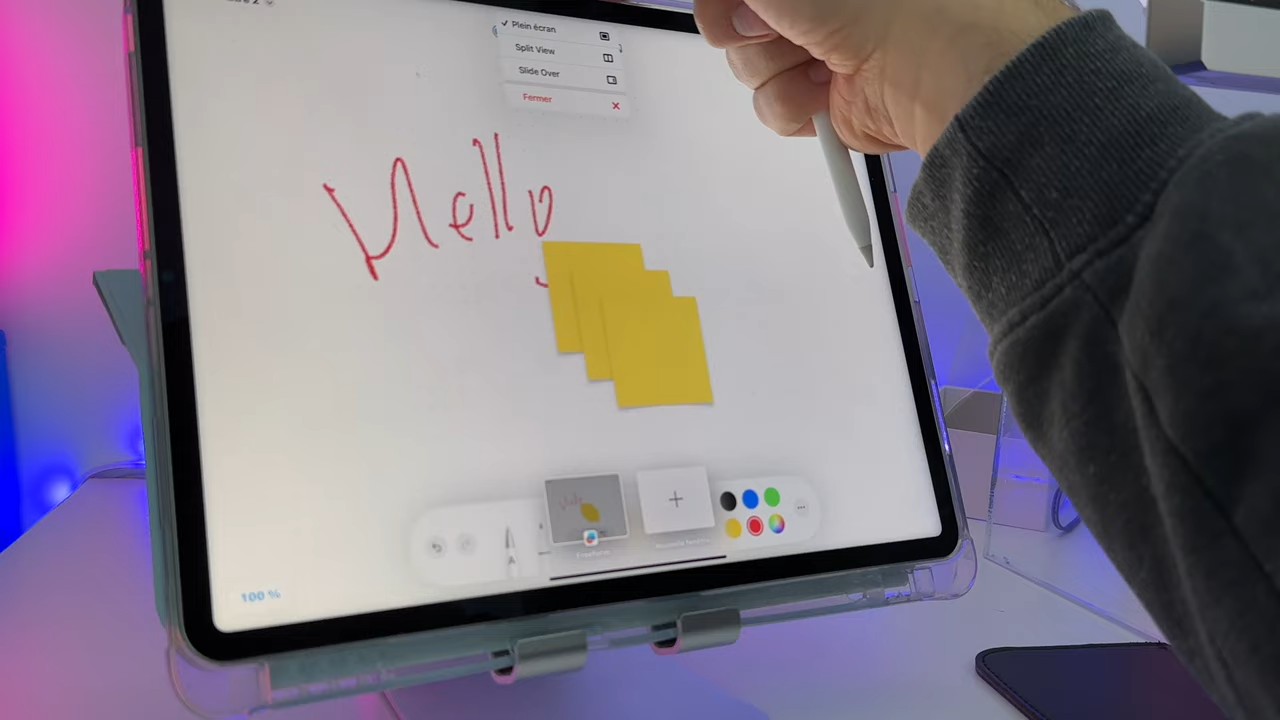 Plein écran
Split View
Slide Over
Fermer
Hello
100 %